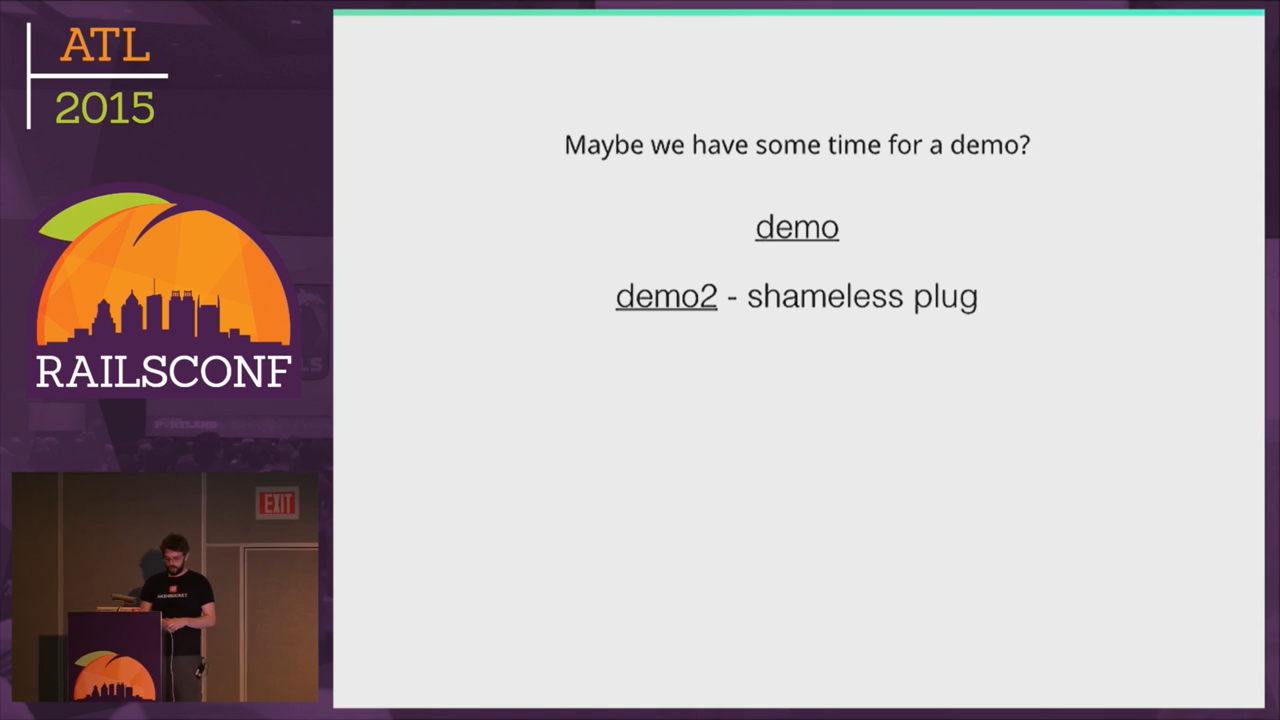 ATL
2015
RAILSCONF
EXIT
Maybe we have some time for a demo?
demo
demo2 - shameless plug